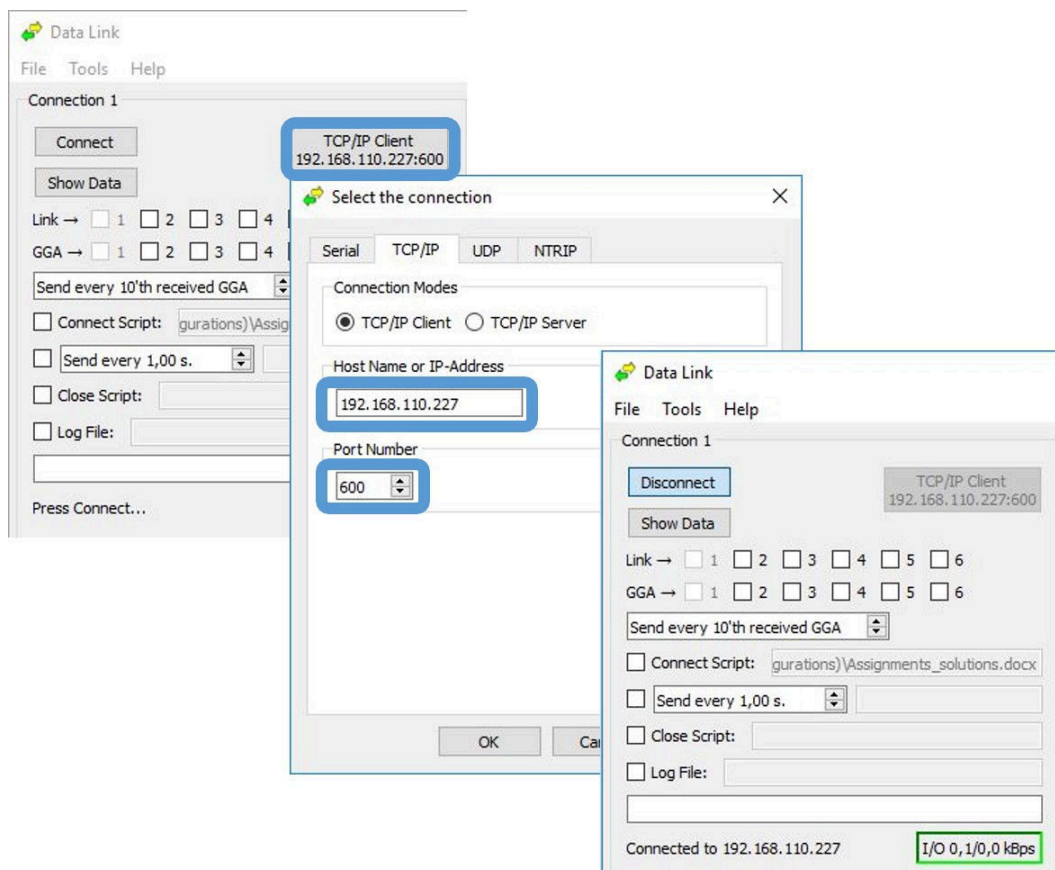 Data Link
File Tools Help
Connection 1
Connect
TCP/IP Client
192.168.110.227:600
Show Data
Link → 1 2 3 4
GGA → 1 2 3 4
Send every 10'th received GGA
Connect Script: gurations)\Assig
Send every 1,00 s.
Close Script:
Log File:
Press Connect...
Select the connection
Serial TCP/IP UDP NTRIP
Connection Modes
TCP/IP Client TCP/IP Server
Host Name or IP-Address
192.168.110.227
Port Number
600
OK Ca
Data Link
File Tools Help
Connection 1
Disconnect
TCP/IP Client
192.168.110.227:600
Show Data
Link → 1 2 3 4 5 6
GGA → 1 2 3 4 5 6
Send every 10'th received GGA
Connect Script: gurations)\Assignments_solutions.docx
Send every 1,00 s.
Close Script:
Log File:
Connected to 192.168.110.227 I/O 0,1/0,0 kBps